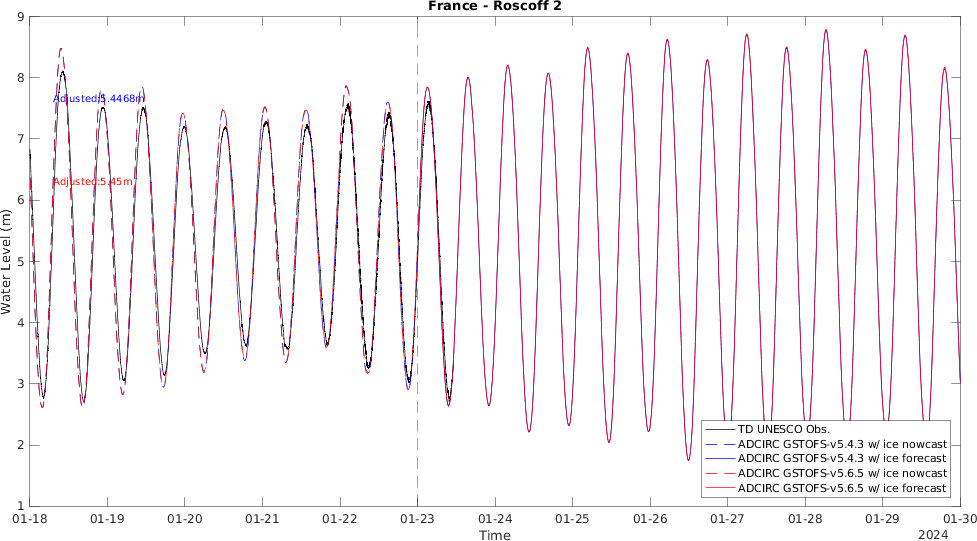 France - Roscoff 2
9
8
7
6
5
4
3
2
1
Water Level (m)
Adjusted:5.4468m
Adjusted:5.45m
TD UNESCO Obs.
ADCIRC GSTOFS-v5.4.3 w/ ice nowcast
ADCIRC GSTOFS-v5.4.3 w/ ice forecast
ADCIRC GSTOFS-v5.6.5 w/ ice nowcast
ADCIRC GSTOFS-v5.6.5 w/ ice forecast
01-18 01-19 01-20 01-21 01-22 01-23 01-24 01-25 01-26 01-27 01-28 01-29 01-30
Time
2024